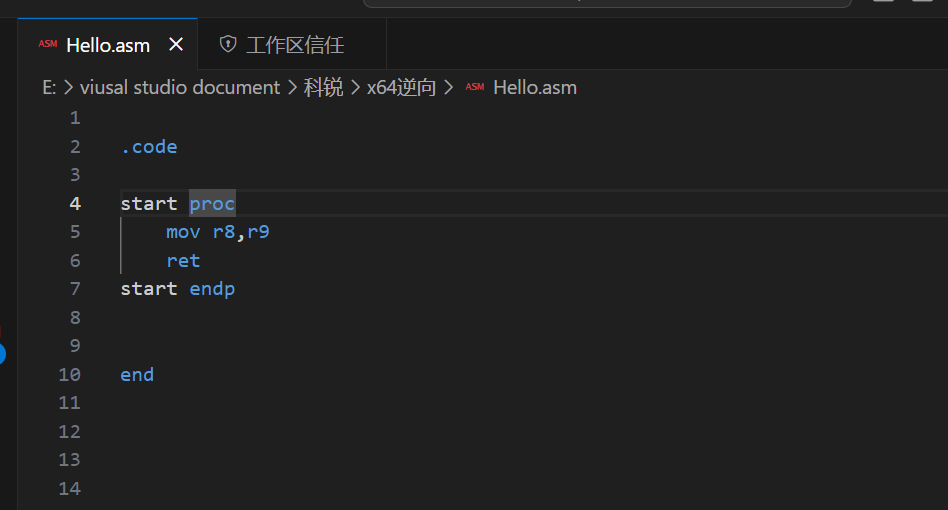 ASM Hello.asm × 工作区信任
E: > viusal studio document > 科锐 > x64逆向 > ASM Hello.asm
1
2 .code
3
4 start proc
5 mov r8,r9
6 ret
7 start endp
8
9
10 end
11
12
13
14